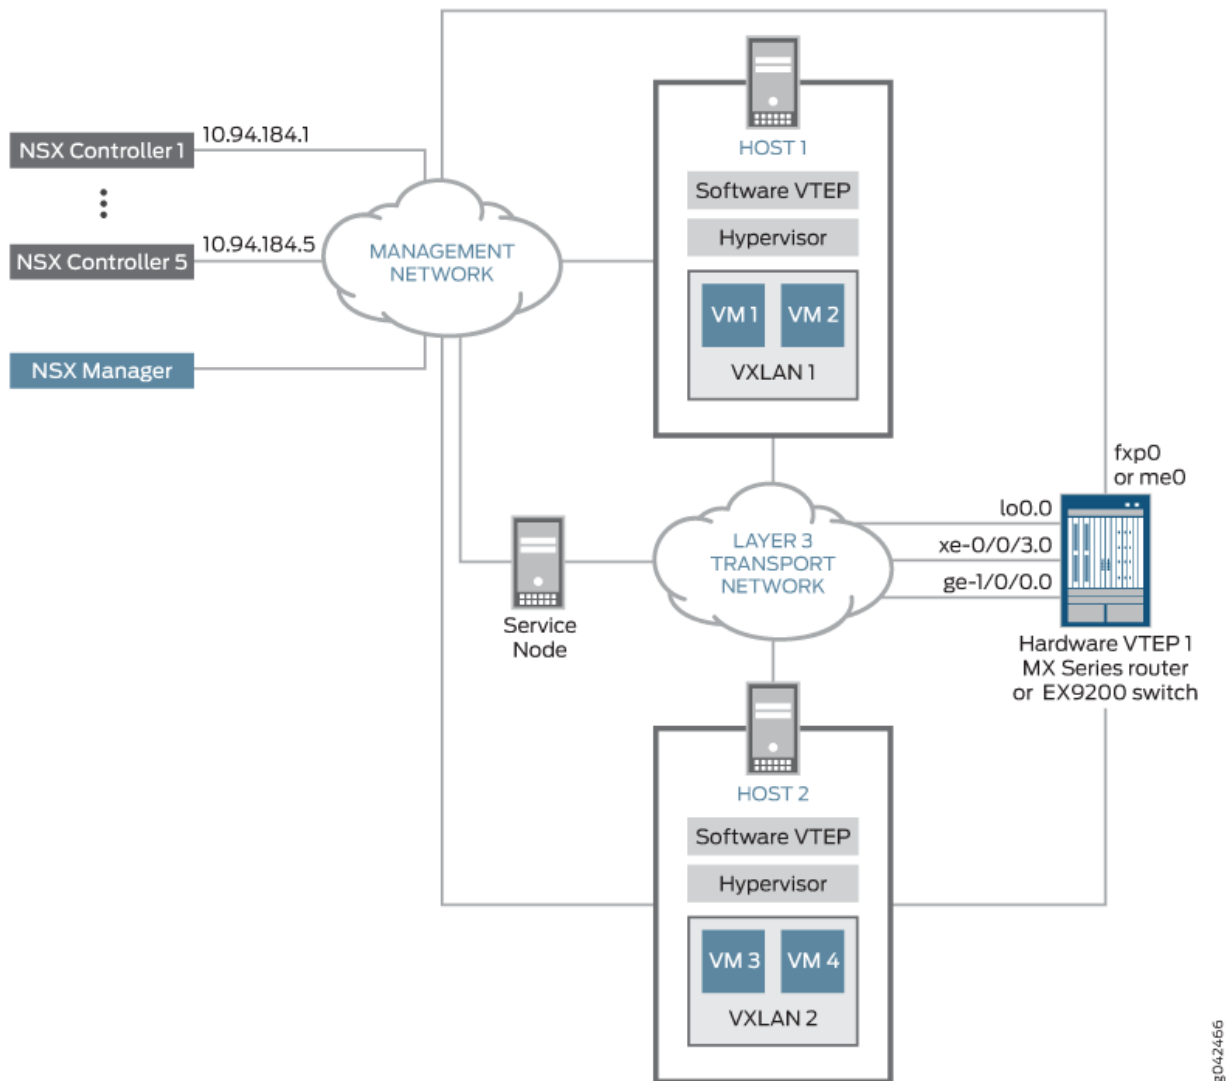 NSX Controller 1
10.94.184.1
NSX Controller 5
10.94.184.5
NSX Manager
MANAGEMENT
NETWORK
HOST 1
Software VTEP
Hypervisor
VM 1
VM 2
VXLAN 1
fxp0
or me0
lo0.0
xe-0/0/3.0
ge-1/0/0.0
LAYER 3
TRANSPORT
NETWORK
Service
Node
Hardware VTEP 1
MX Series router
or EX9200 switch
HOST 2
Software VTEP
Hypervisor
VM 3
VM 4
VXLAN 2
g042466